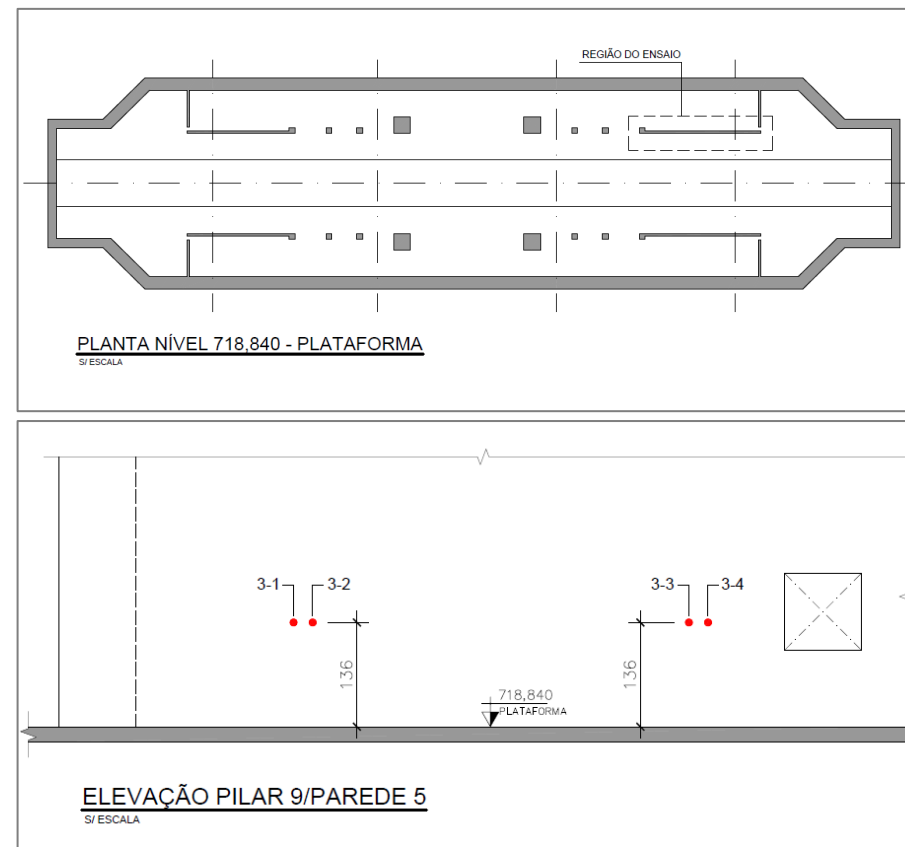 REGIÃO DO ENSAIO
PLANTA NÍVEL 718,840 - PLATAFORMA
S/ ESCALA
3-1
3-2
3-3
3-4
136
136
718,840
PLATAFORMA
ELEVAÇÃO PILAR 9/PAREDE 5
S/ ESCALA